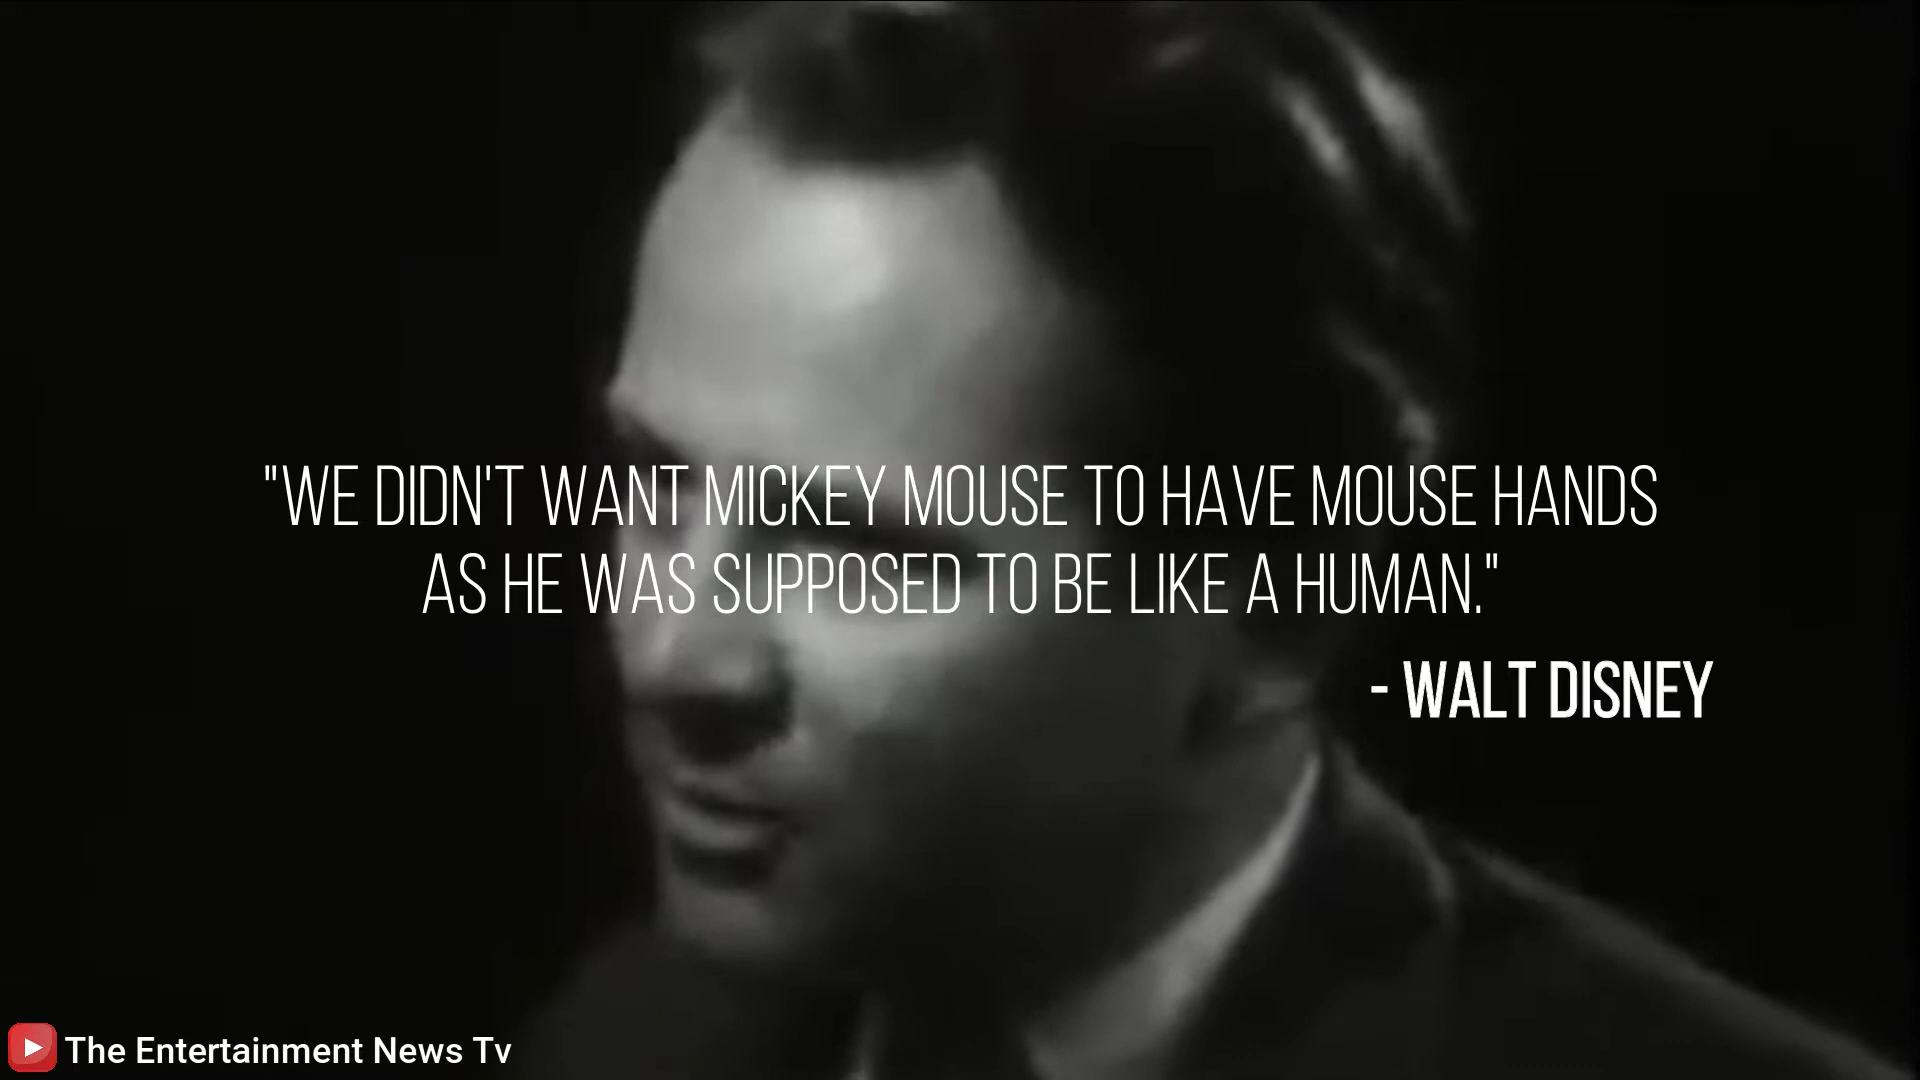 "WE DIDN'T WANT MICKEY MOUSE TO HAVE MOUSE HANDS
AS HE WAS SUPPOSED TO BE LIKE A HUMAN."
- WALT DISNEY
The Entertainment News Tv